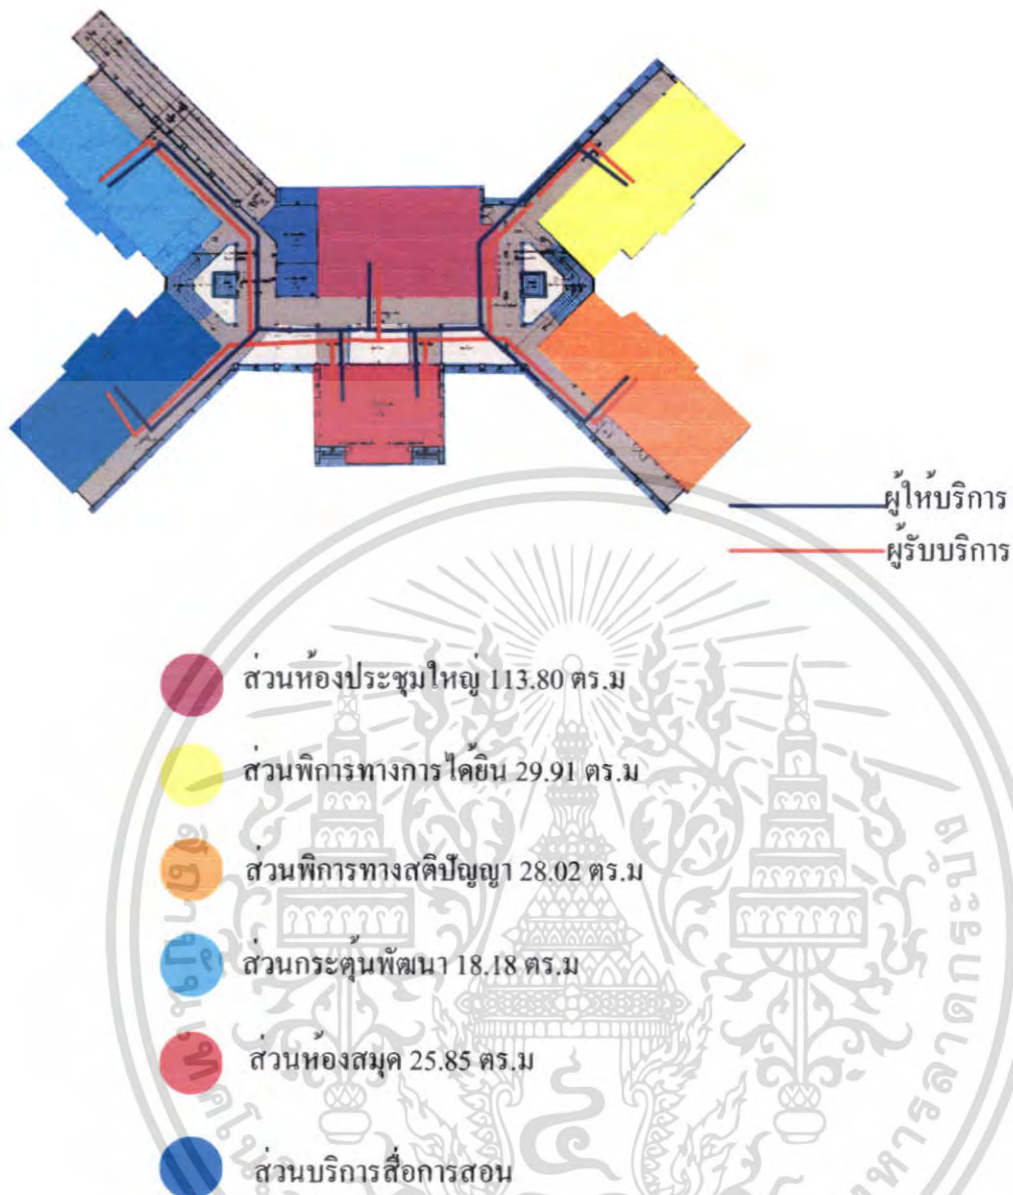 ผู้ให้บริการ
ผู้รับบริการ
ส่วนห้องประชุมใหญ่ 113.80 ตร.ม
ส่วนพิการทางการได้ยิน 29.91 ตร.ม
ส่วนพิการทางสติปัญญา 28.02 ตร.ม
ส่วนกระตุ้นพัฒนา 18.18 ตร.ม
ส่วนห้องสมุด 25.85 ตร.ม
ส่วนบริการสื่อการสอน